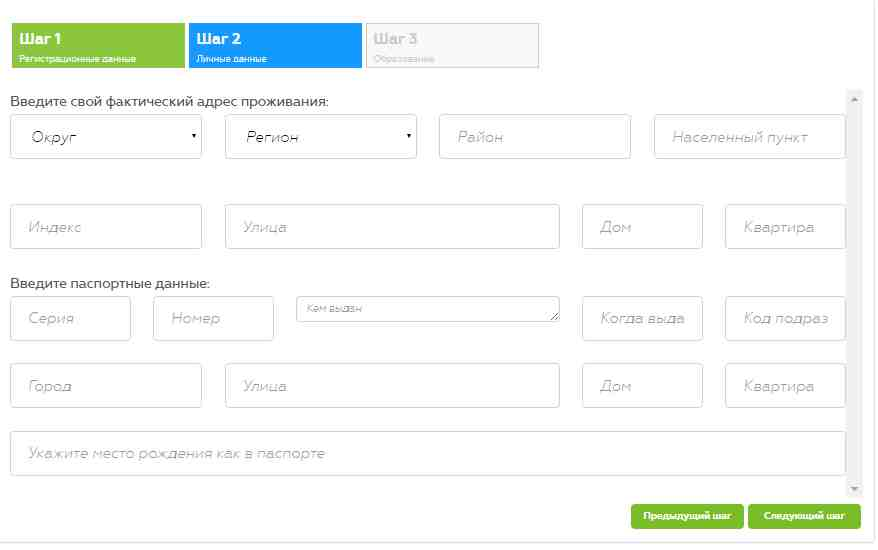 Шаг 1
Регистрационные данные
Шаг 2
Личные данные
Шаг 3
Образование
Введите свой фактический адрес проживания:
Округ
Регион
Район
Населенный пункт
Индекс
Улица
Дом
Квартира
Введите паспортные данные:
Серия
Номер
Кем выдан
Когда выда
Код подраз
Город
Улица
Дом
Квартира
Укажите место рождения как в паспорте
Предыдущий шаг
Следующий шаг